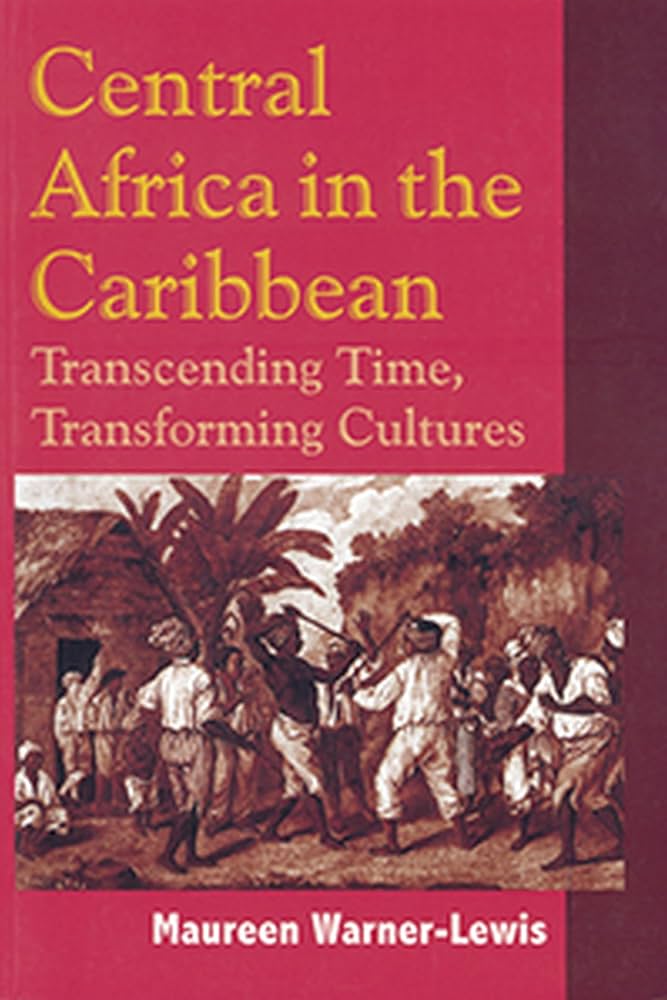 Central
Africa in the
Caribbean
Transcending Time,
Transforming Cultures
Maureen Warner-Lewis